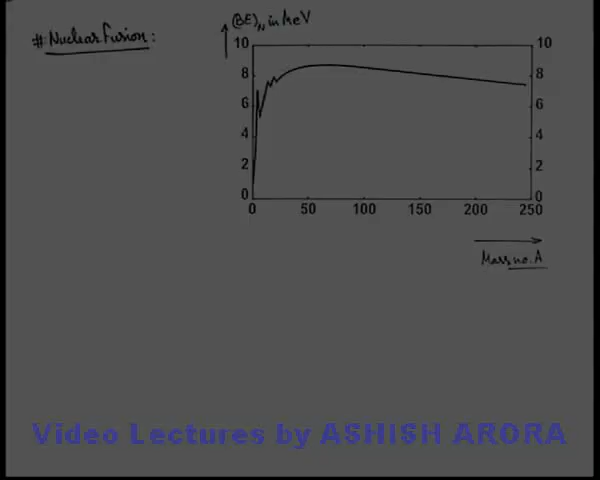 # Nuclear Fusion:
(BE)N in MeV
10 10
8 8
6 6
4 4
2 2
0 0
0 50 100 150 200 250
Mass no. A
Video Lectures by ASHISH ARORA